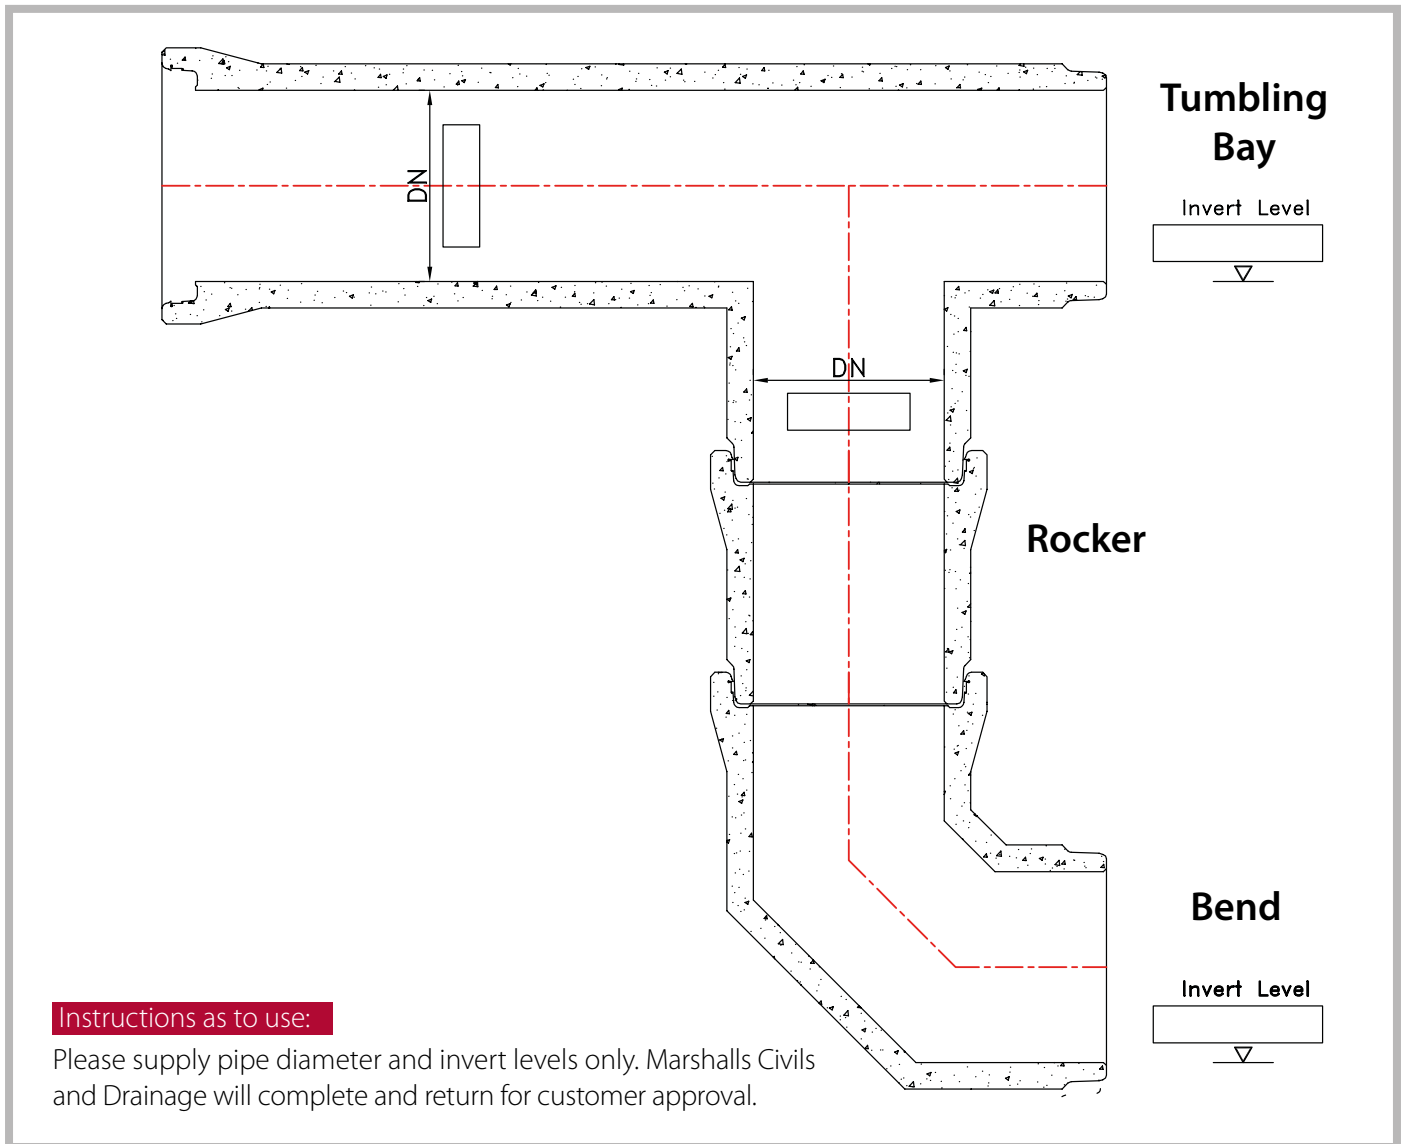 Tumbling
Bay
Invert Level
DN
DN
Rocker
Bend
Invert Level
Instructions as to use:
Please supply pipe diameter and invert levels only. Marshalls Civils
and Drainage will complete and return for customer approval.